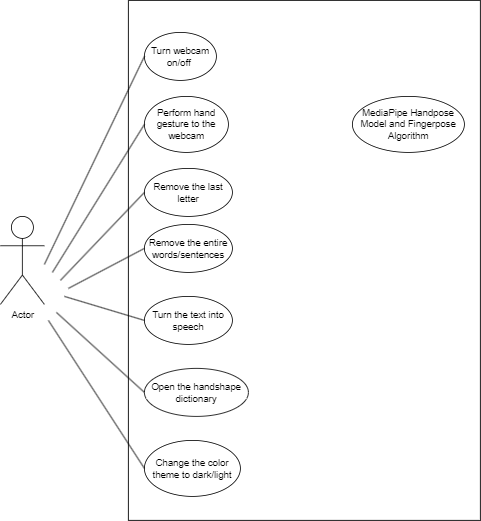 Turn webcam
on/off
Perform hand
gesture to the
webcam
MediaPipe Handpose
Model and Fingerpose
Algorithm
Remove the last
letter
Remove the entire
words/sentences
Actor
Turn the text into
speech
Open the handshape
dictionary
Change the color
theme to dark/light